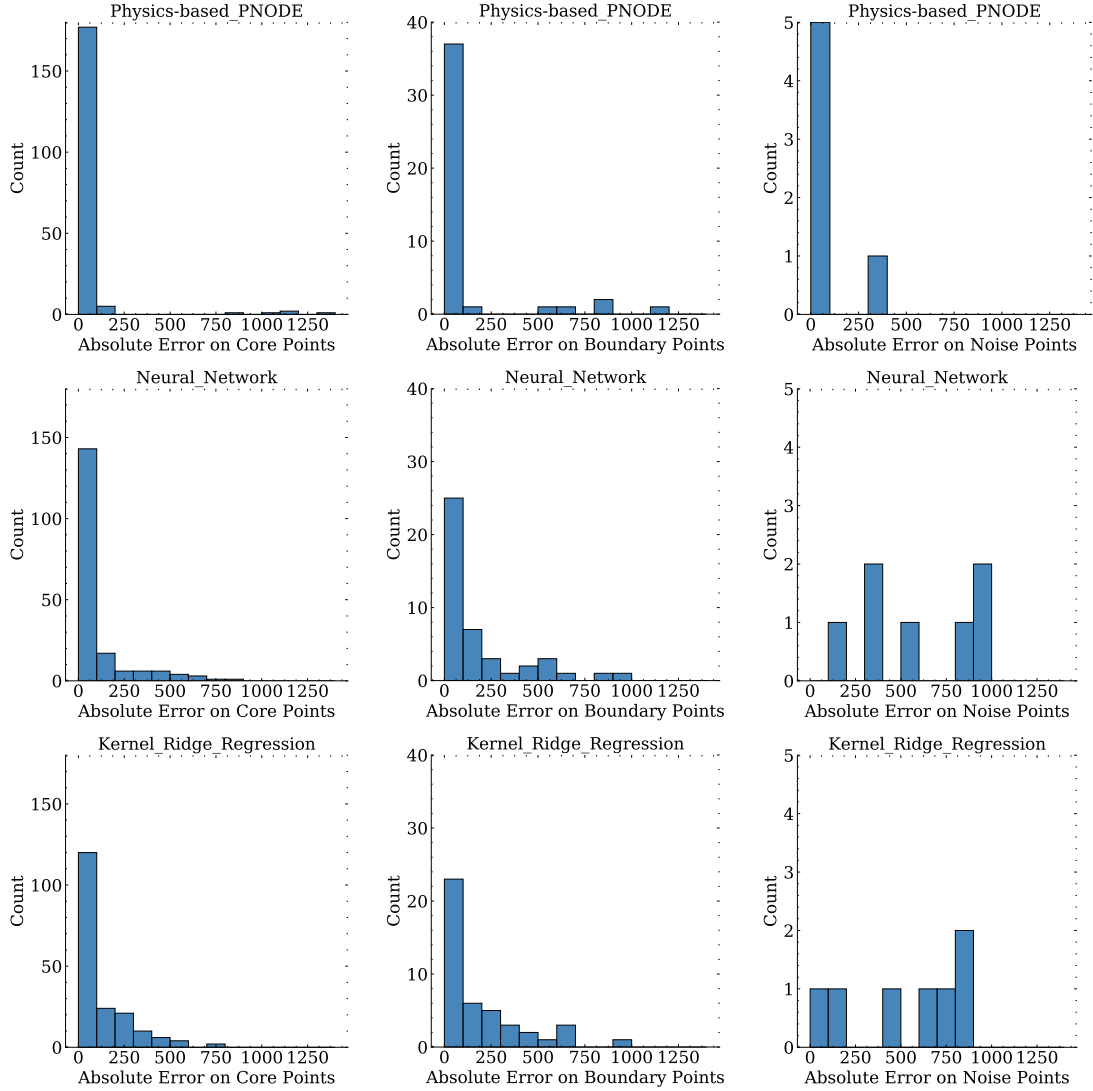 Physics-based_PNODE
Physics-based_PNODE
Physics-based_PNODE
150
100
50
0
Count
0 250 500 750 1000 1250
Absolute Error on Core Points
40
30
20
10
0
Count
0 250 500 750 1000 1250
Absolute Error on Boundary Points
5
4
3
2
1
0
Count
0 250 500 750 1000 1250
Absolute Error on Noise Points
Neural_Network
Neural_Network
Neural_Network
150
100
50
0
Count
0 250 500 750 1000 1250
Absolute Error on Core Points
40
30
20
10
0
Count
0 250 500 750 1000 1250
Absolute Error on Boundary Points
5
4
3
2
1
0
Count
0 250 500 750 1000 1250
Absolute Error on Noise Points
Kernel_Ridge_Regression
Kernel_Ridge_Regression
Kernel_Ridge_Regression
150
100
50
0
Count
0 250 500 750 1000 1250
Absolute Error on Core Points
40
30
20
10
0
Count
0 250 500 750 1000 1250
Absolute Error on Boundary Points
5
4
3
2
1
0
Count
0 250 500 750 1000 1250
Absolute Error on Noise Points